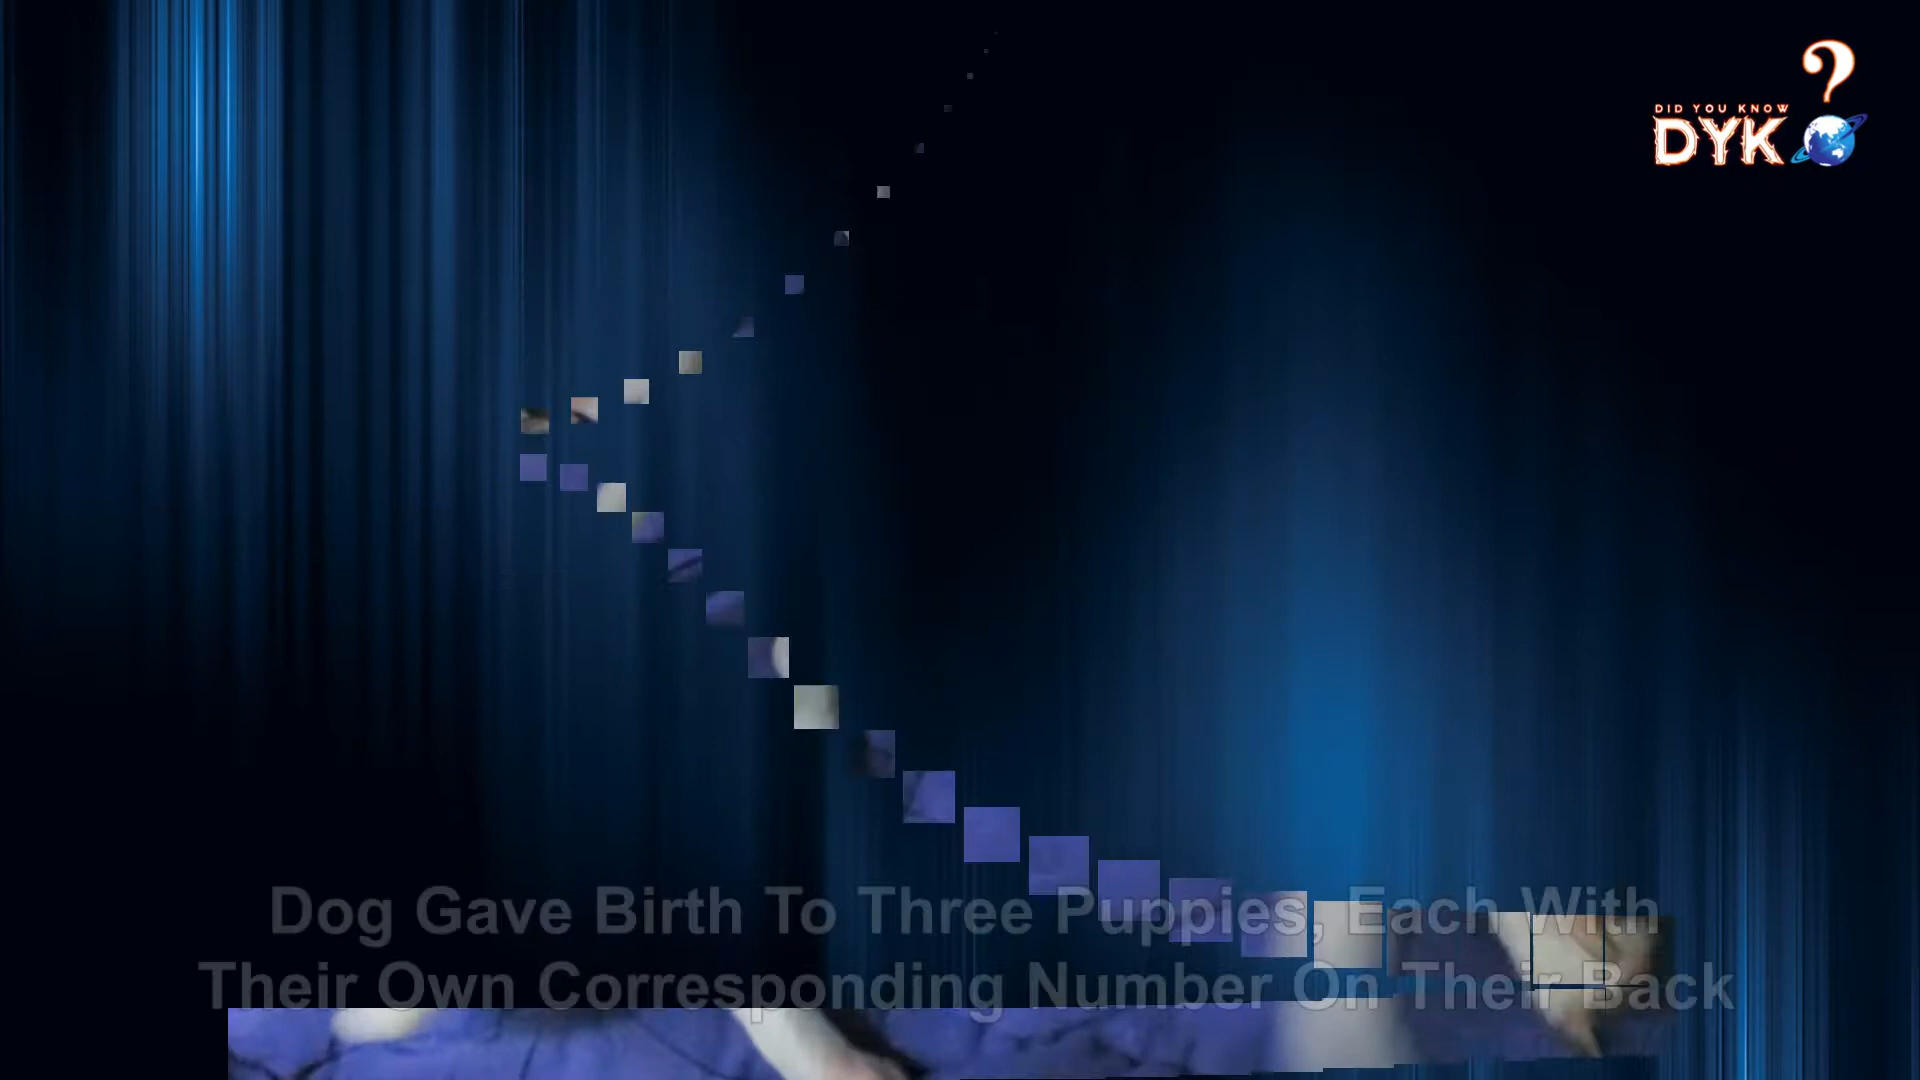 ?
DID YOU KNOW
DYK
Dog Gave Birth To Three Puppies, Each With
Their Own Corresponding Number On Their Back